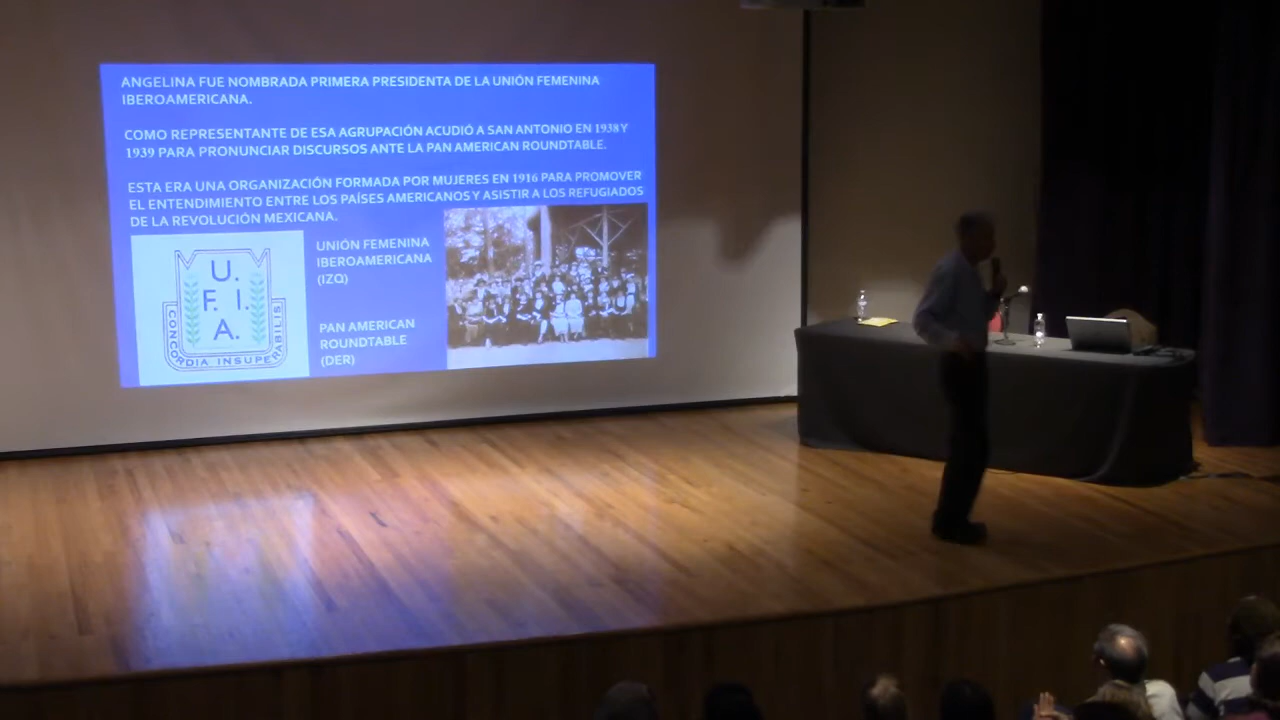 ANGELINA FUE NOMBRADA PRIMERA PRESIDENTA DE LA UNIÓN FEMENINA
IBEROAMERICANA.
COMO REPRESENTANTE DE ESA AGRUPACIÓN ACUDIÓ A SAN ANTONIO EN 1938 Y
1939 PARA PRONUNCIAR DISCURSOS ANTE LA PAN AMERICAN ROUNDTABLE.
ESTA ERA UNA ORGANIZACIÓN FORMADA POR MUJERES EN 1916 PARA PROMOVER
EL ENTENDIMIENTO ENTRE LOS PAÍSES AMERICANOS Y ASISTIR A LOS REFUGIADOS
DE LA REVOLUCIÓN MEXICANA.
U.
F. I.
A.
CONCORDIA INSUPERABILIS
UNIÓN FEMENINA
IBEROAMERICANA
(IZQ)
PAN AMERICAN
ROUNDTABLE
(DER)